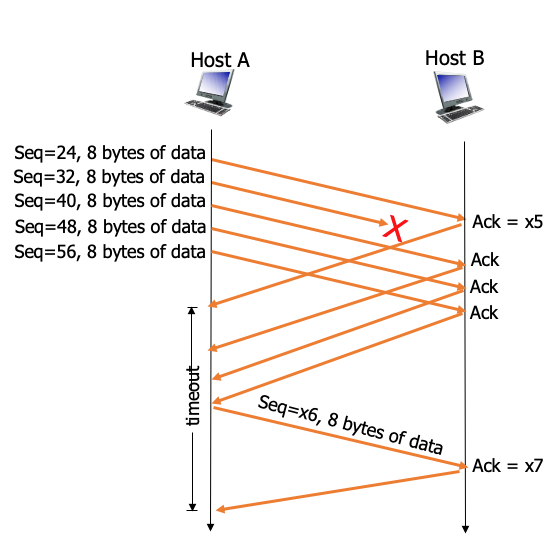 Host A
Host B
Seq=24, 8 bytes of data
Seq=32, 8 bytes of data
Seq=40, 8 bytes of data
Seq=48, 8 bytes of data
Seq=56, 8 bytes of data
X
Ack = x5
Ack
Ack
Ack
timeout
Seq=x6, 8 bytes of data
Ack = x7